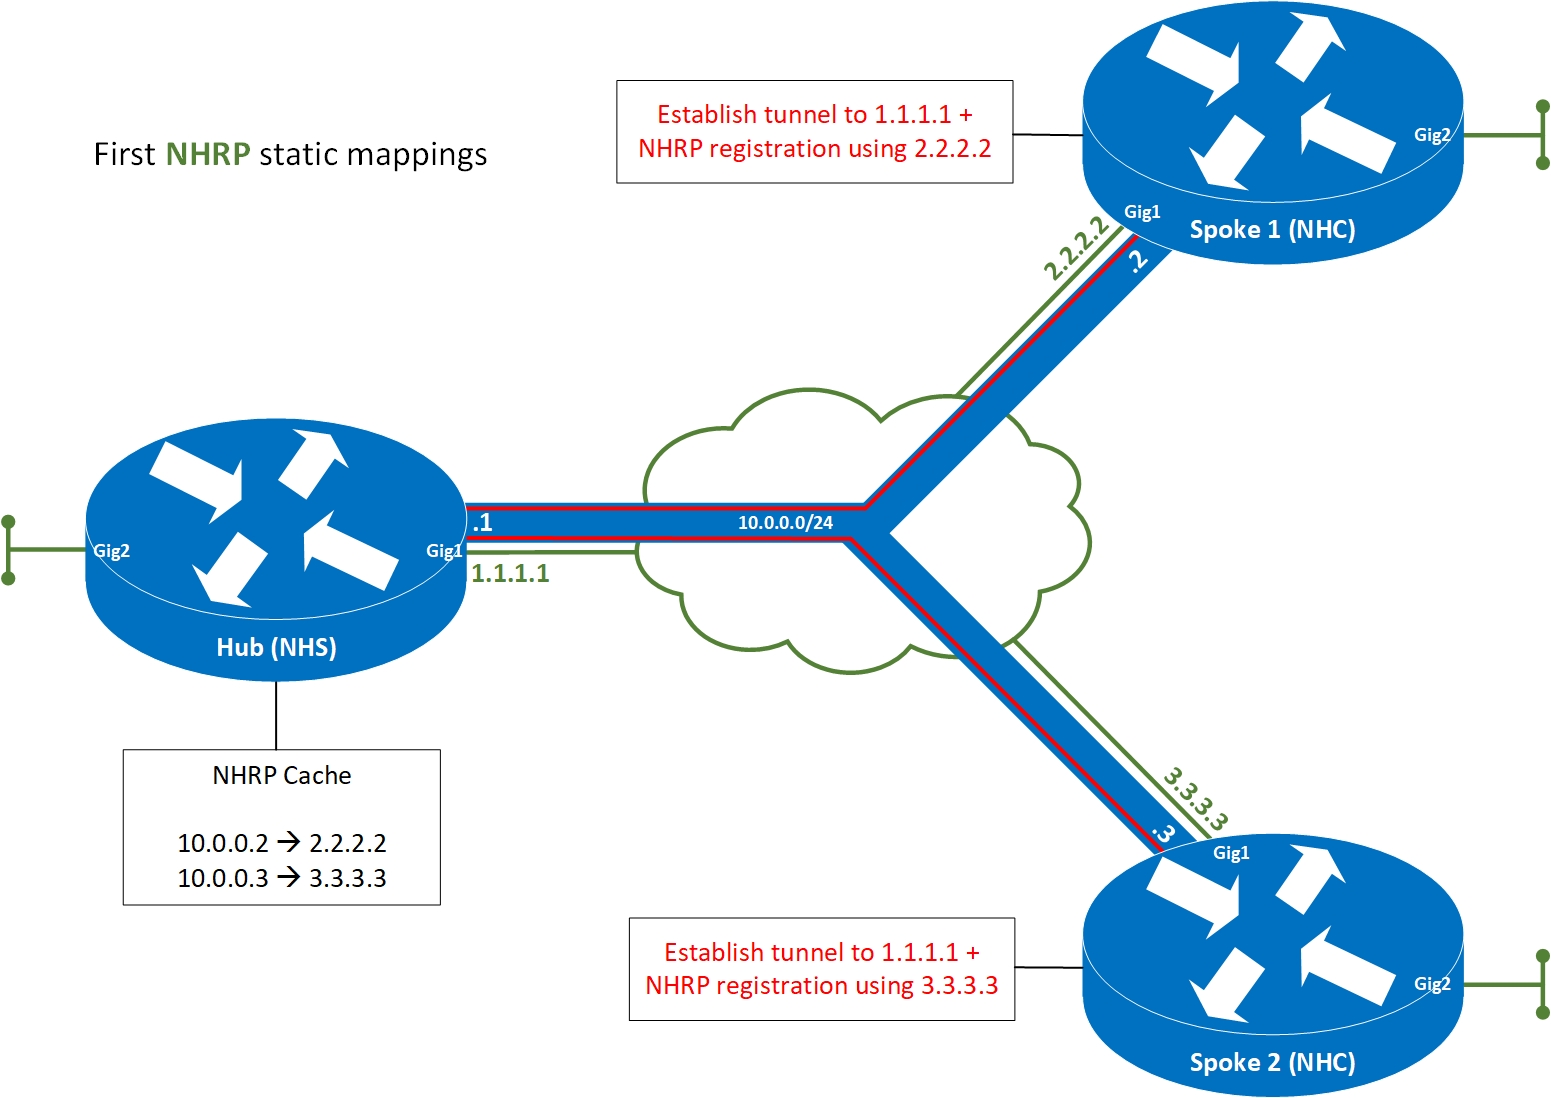 First NHRP static mappings
Establish tunnel to 1.1.1.1 +
NHRP registration using 2.2.2.2
Gig2
Gig1
Spoke 1 (NHC)
2.2.2.2
.2
.1
10.0.0.0/24
Gig2
Gig1
1.1.1.1
Hub (NHS)
NHRP Cache
10.0.0.2 → 2.2.2.2
10.0.0.3 → 3.3.3.3
3.3.3.3
.3
Gig1
Establish tunnel to 1.1.1.1 +
NHRP registration using 3.3.3.3
Gig2
Spoke 2 (NHC)